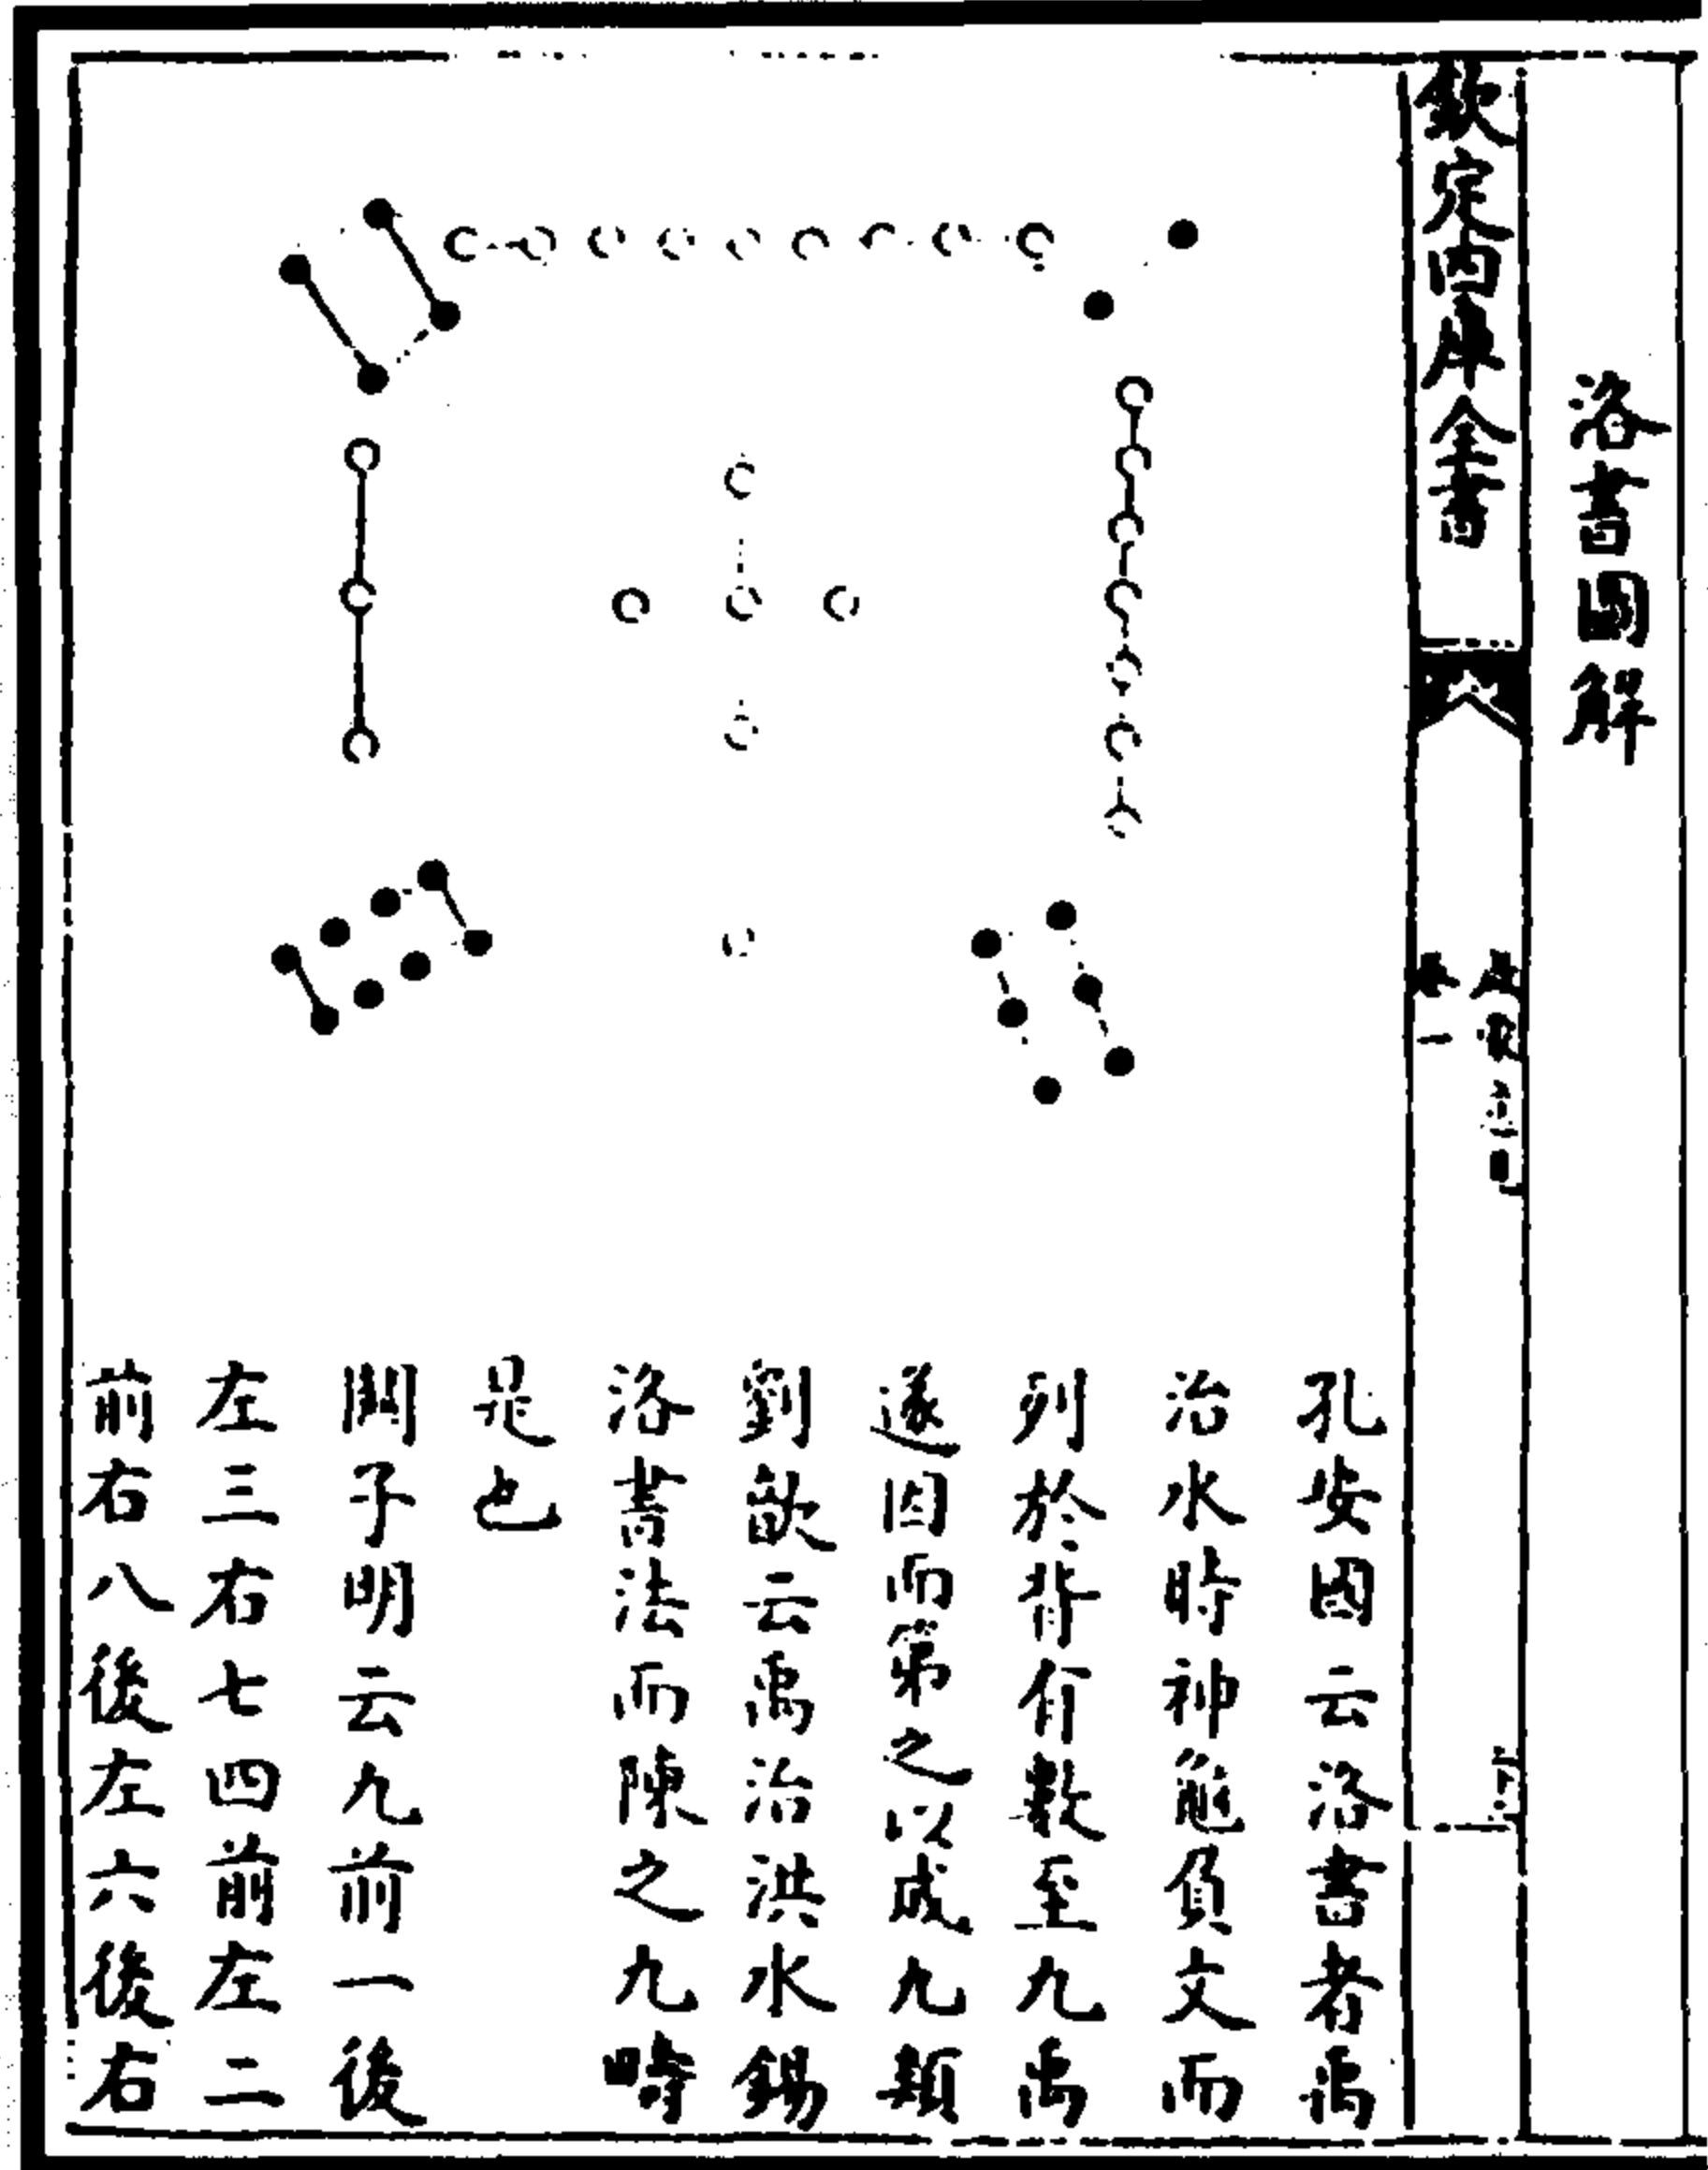 洛書圖解
欽定四庫全書
卷一
孔安國云洛書者禹
治水時神龜負文而
列於背有數至九禹
遂因而第之以成九類
劉歆云禹治洪水錫
洛書法而陳之九疇
是也
關子明云九前一後
左三右七四前左二
前右八後左六後右